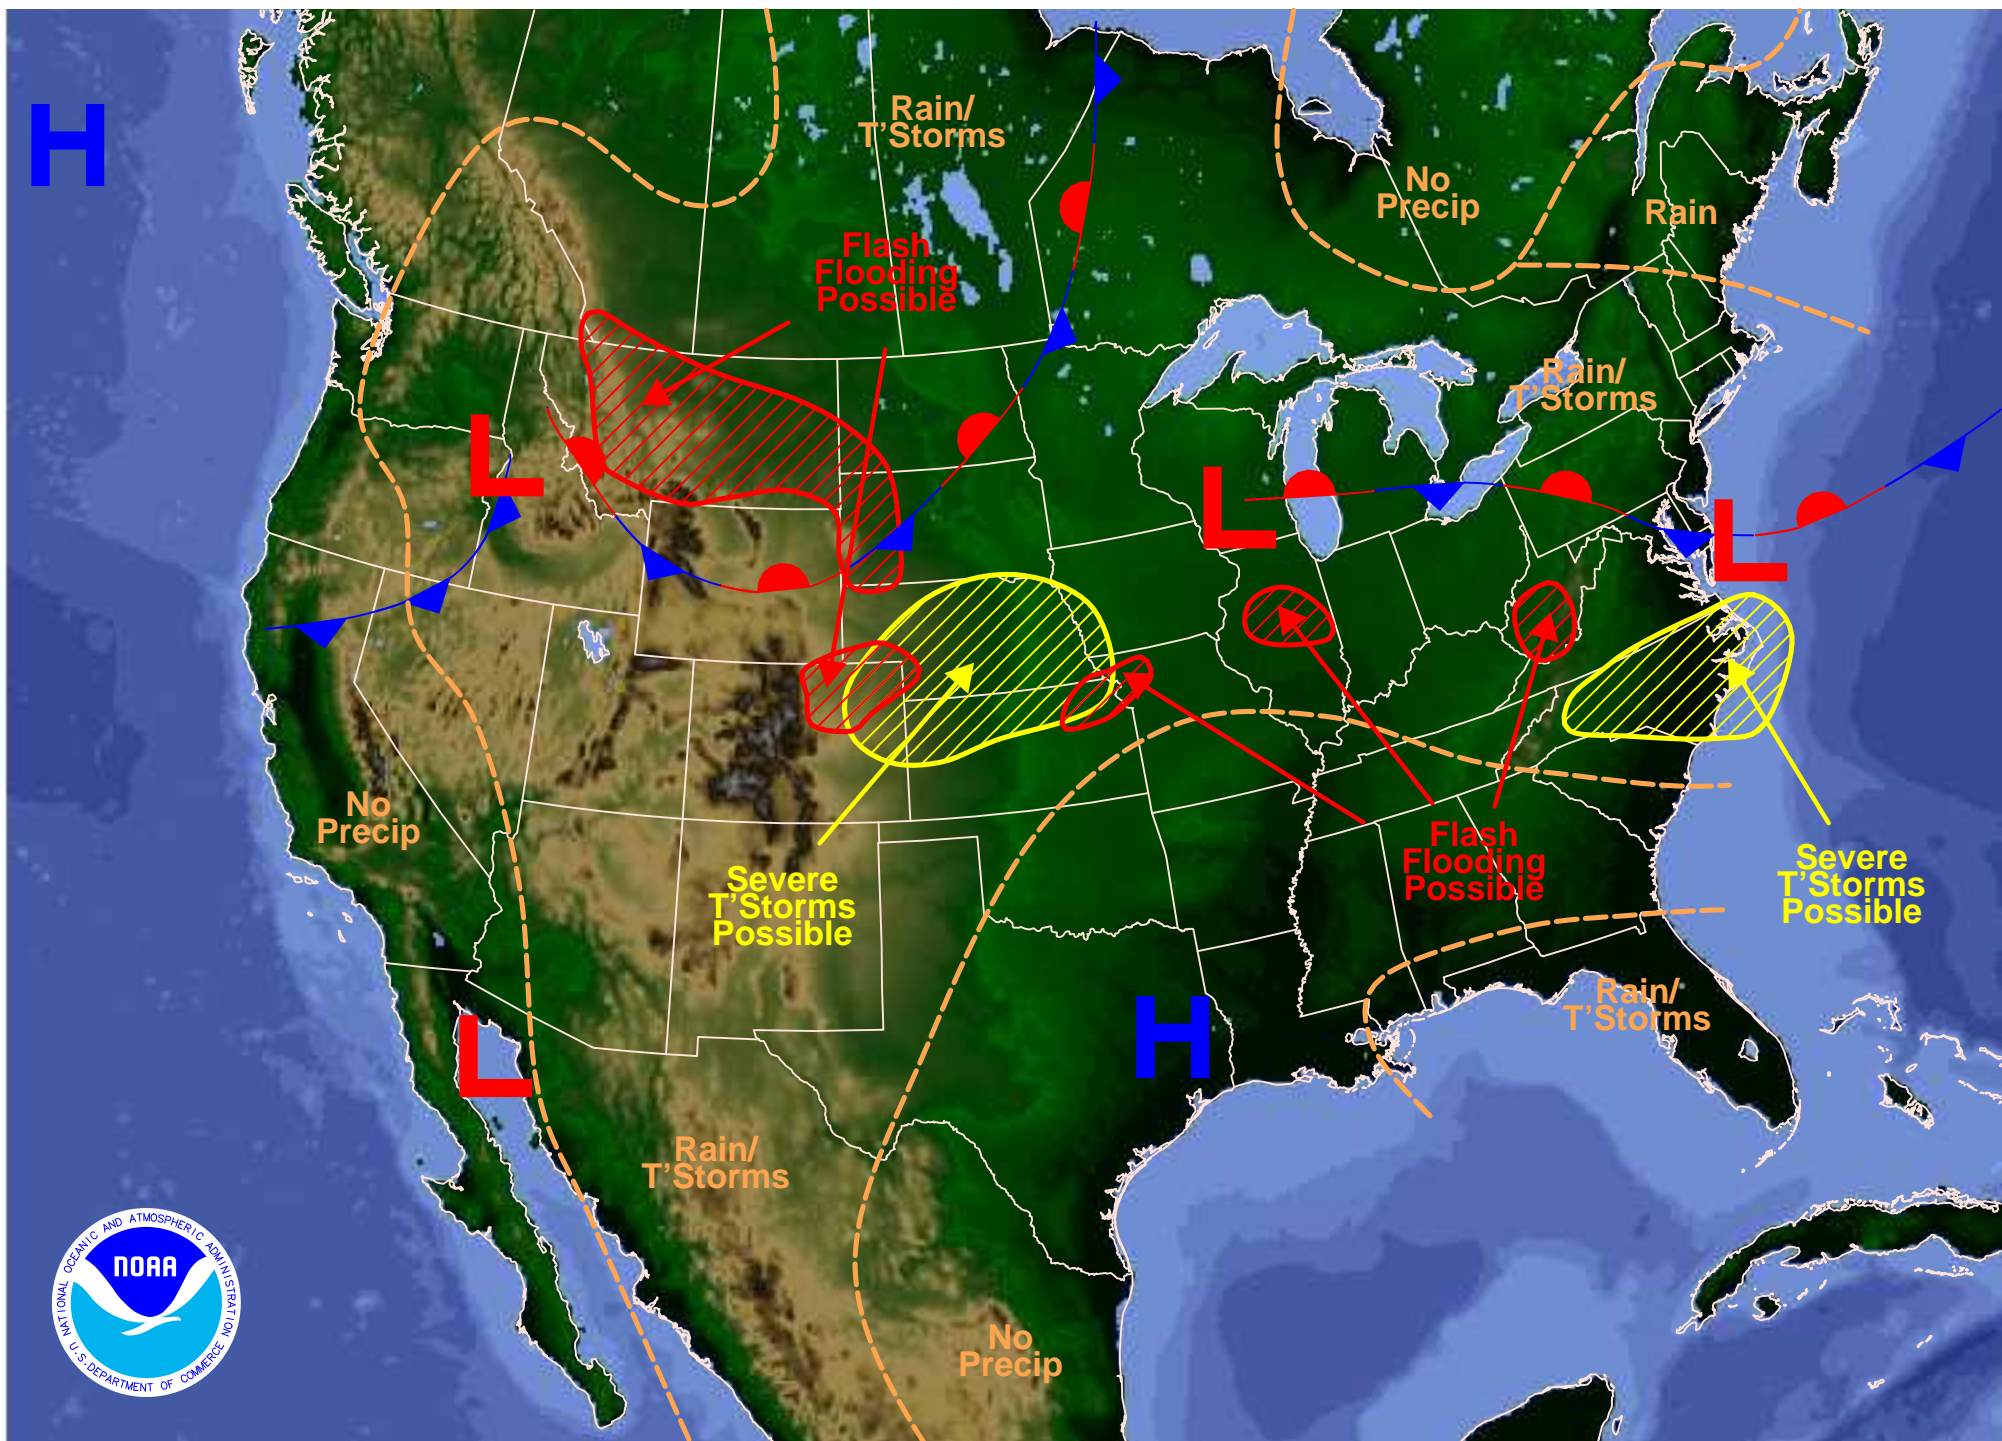 H
Rain/
T'Storms
No
Precip
Rain
Flash
Flooding
Possible
Rain/
T'Storms
L
L
L
No
Precip
Severe
T'Storms
Possible
Flash
Flooding
Possible
Severe
T'Storms
Possible
H
L
Rain/
T'Storms
Rain/
T'Storms
No
Precip
NATIONAL OCEANIC AND ATMOSPHERIC ADMINISTRATION
NOAA
U.S. DEPARTMENT OF COMMERCE